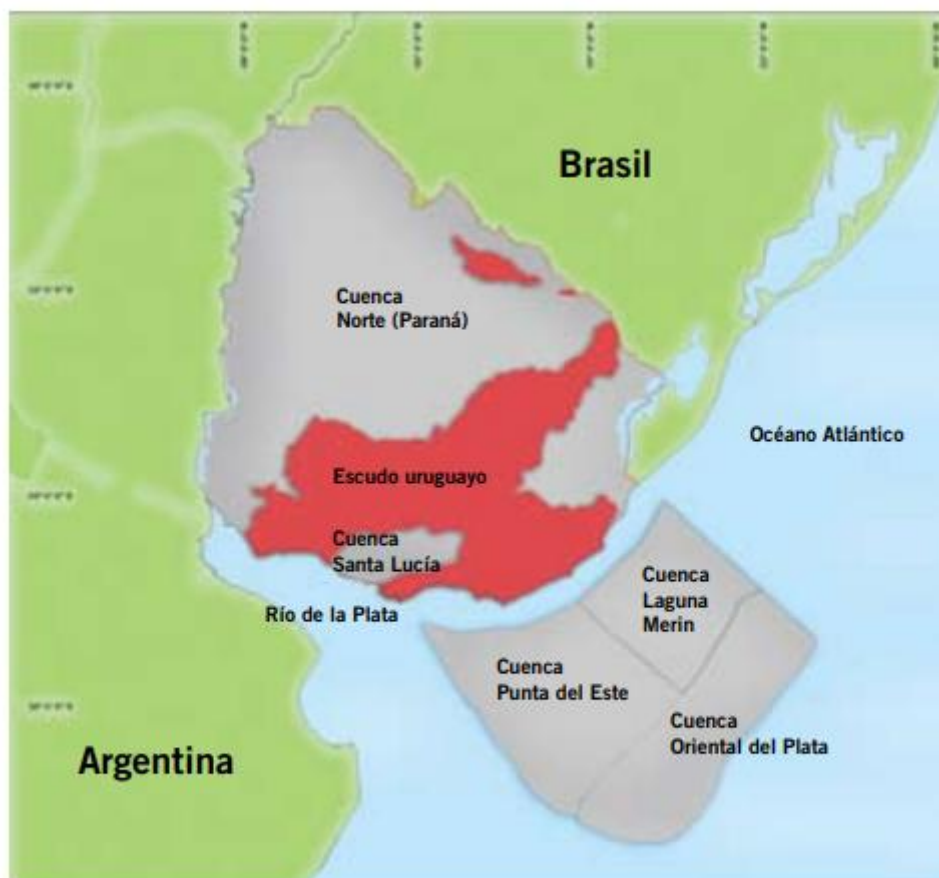 Brasil
Cuenca
Norte (Paraná)
Océano Atlántico
Escudo uruguayo
Cuenca
Santa Lucía
Cuenca
Laguna
Merin
Río de la Plata
Cuenca
Punta del Este
Cuenca
Oriental del Plata
Argentina